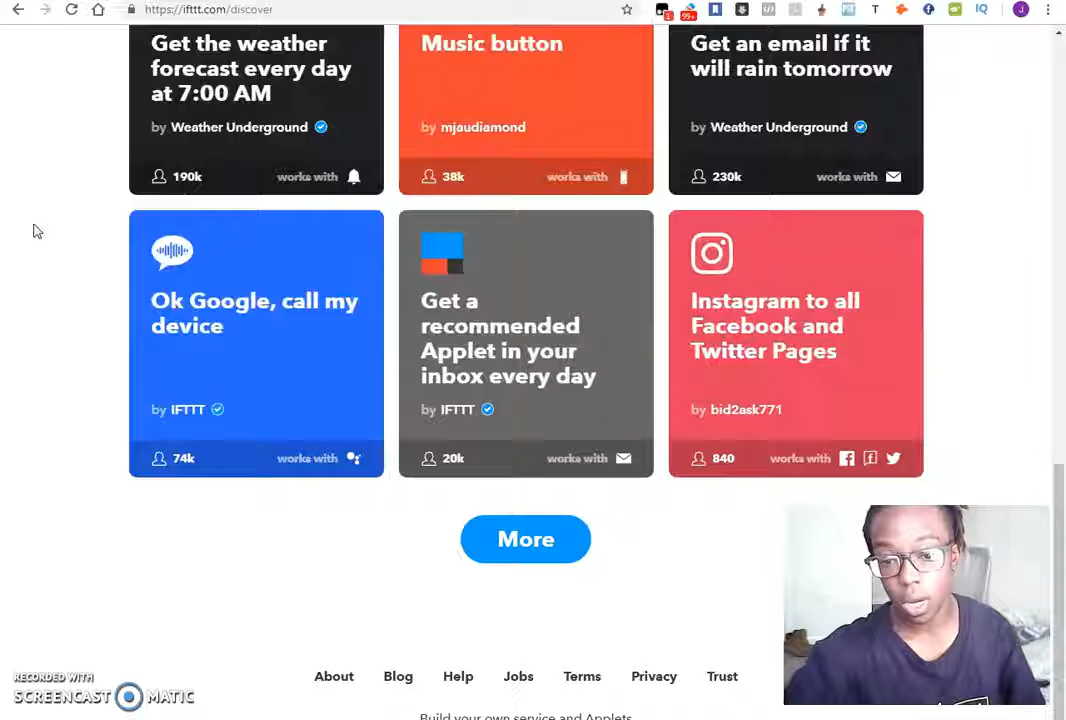 https://ifttt.com/discover
1
99+
T
IQ
J
Get the weather
forecast every day
at 7:00 AM
by Weather Underground
190k works with
Music button
by mjaudiamond
38k works with
Get an email if it
will rain tomorrow
by Weather Underground
230k works with
Ok Google, call my
device
by IFTTT
74k works with
Get a
recommended
Applet in your
inbox every day
by IFTTT
20k works with
Instagram to all
Facebook and
Twitter Pages
by bid2ask771
840 works with
More
About Blog Help Jobs Terms Privacy Trust
Build your own service and Applets
RECORDED WITH
SCREENCAST MATIC